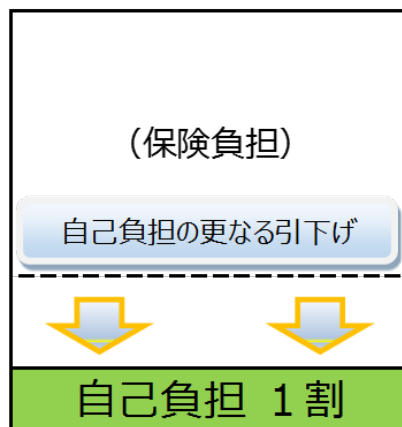 （保険負担）
自己負担の更なる引下げ
自己負担 １割